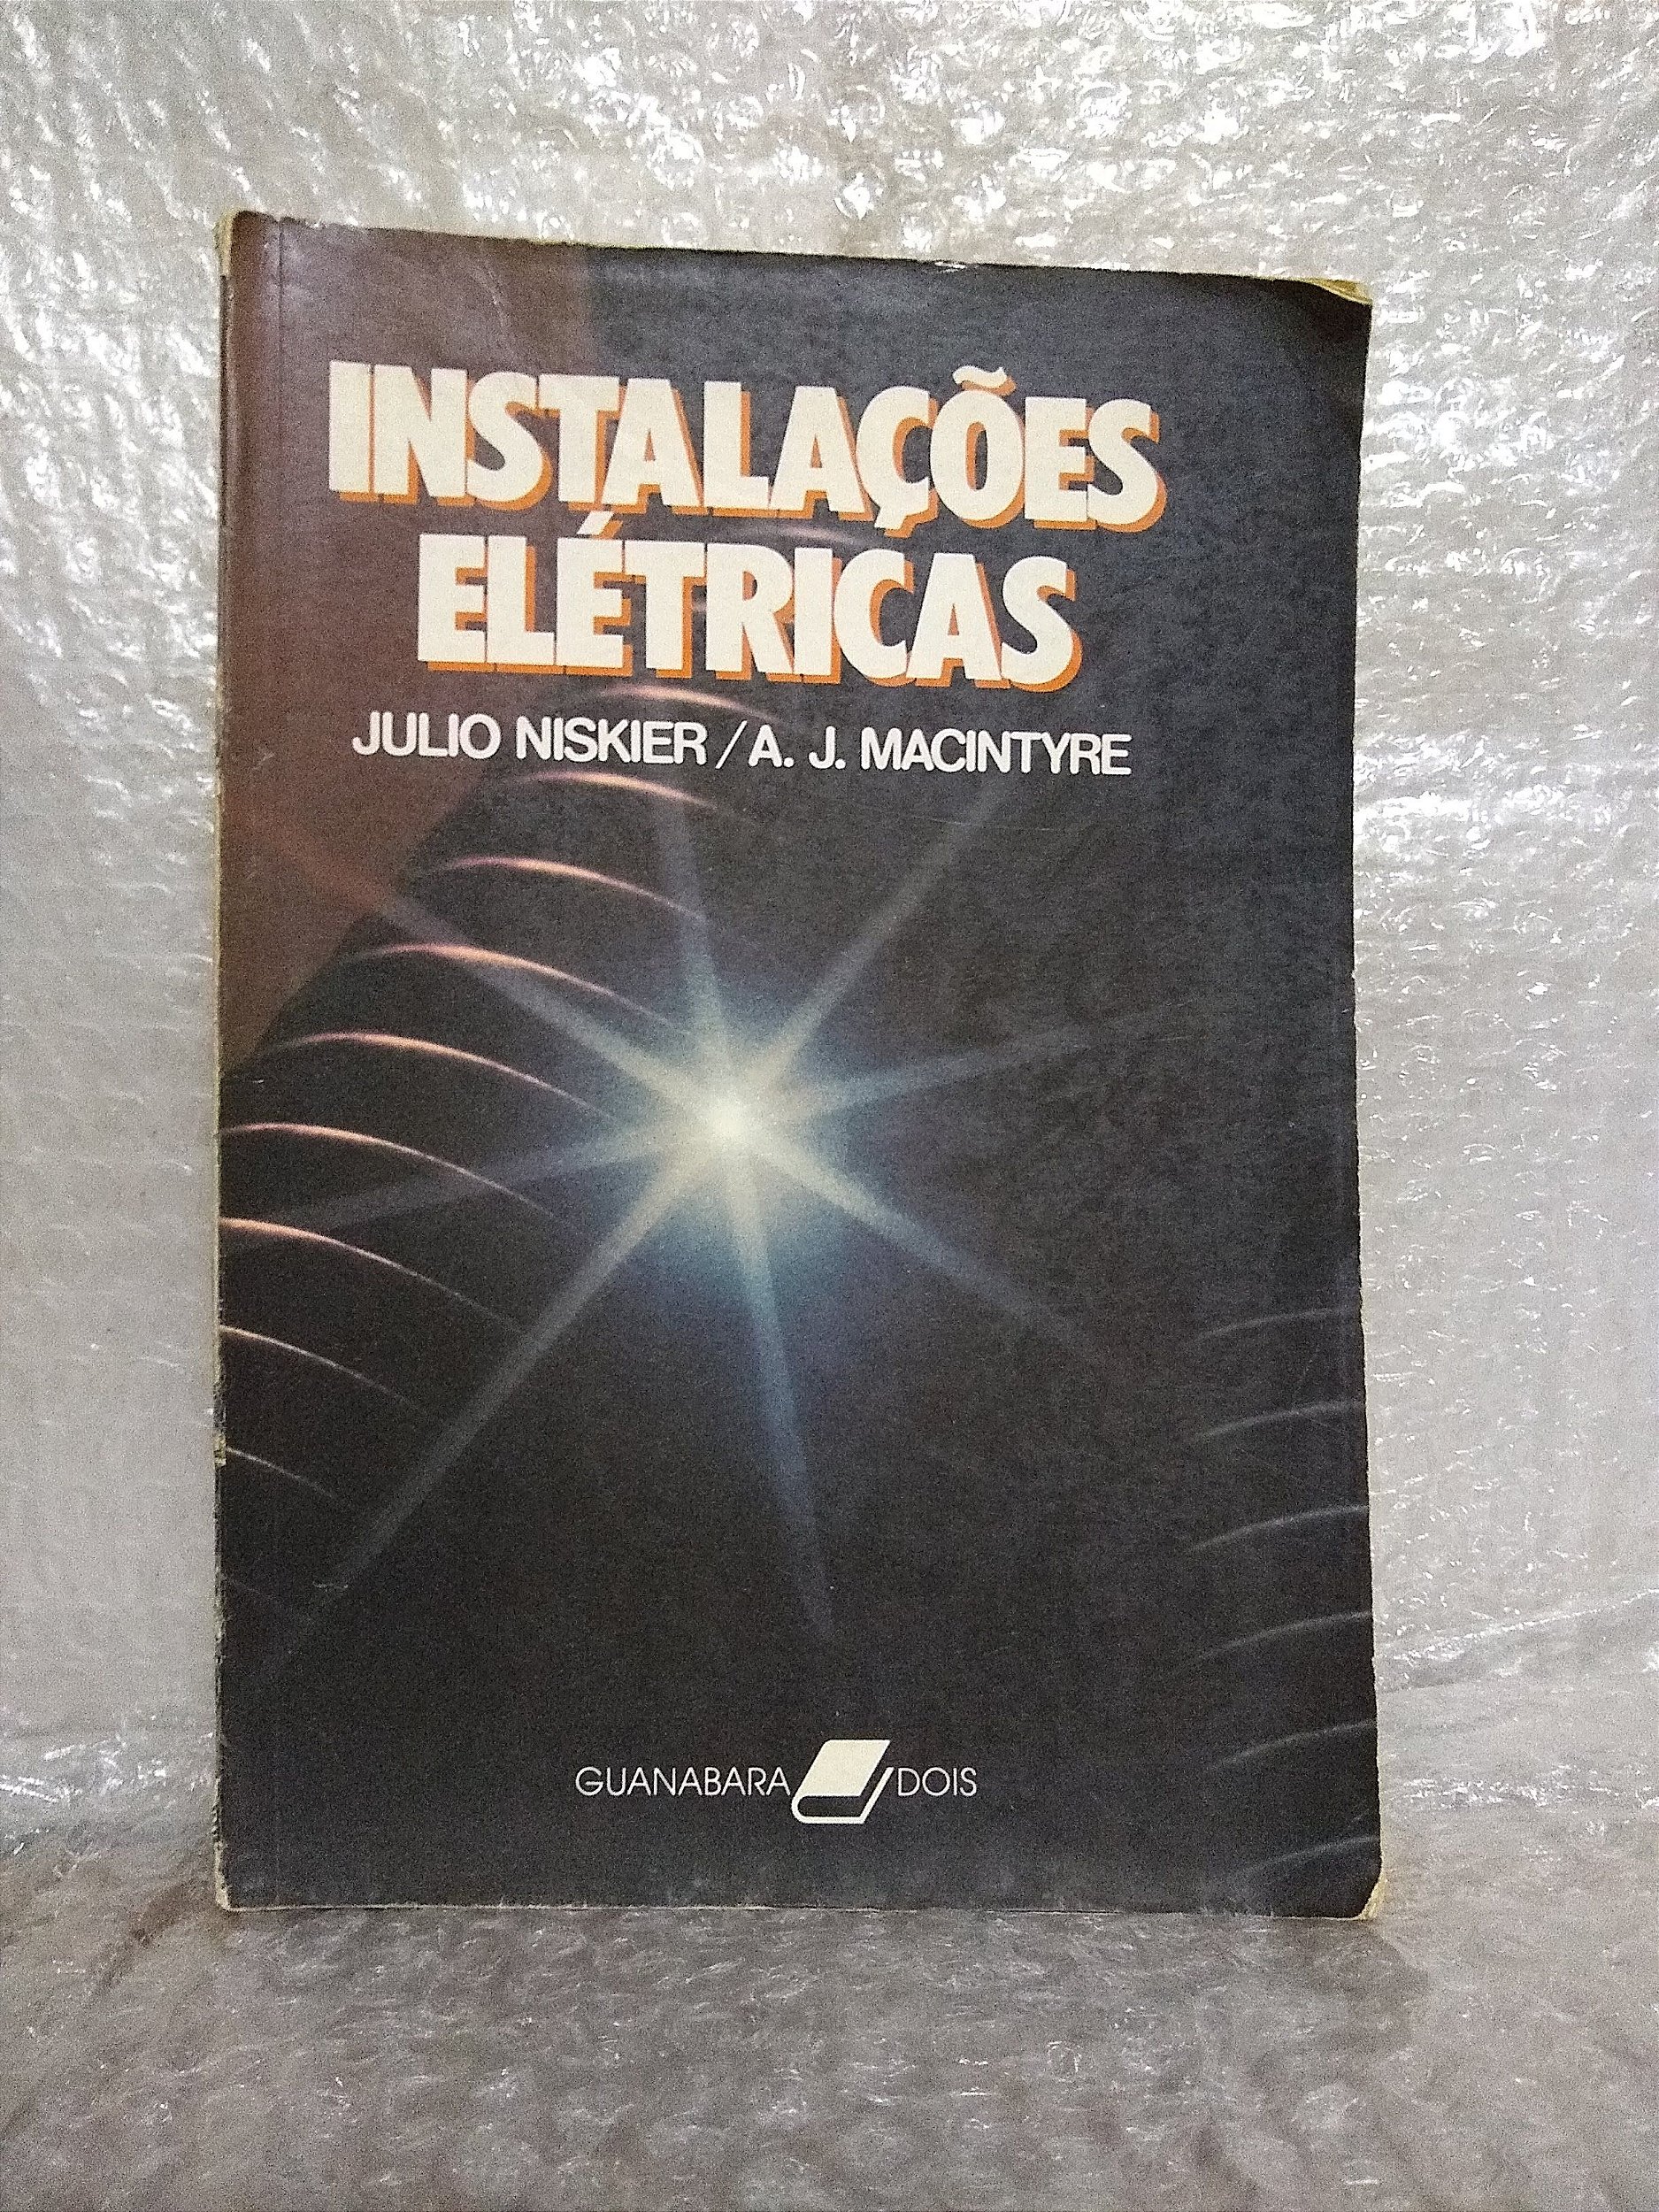 INSTALAÇÕES
ELÉTRICAS
JULIO NISKIER / A. J. MACINTYRE
GUANABARA DOIS